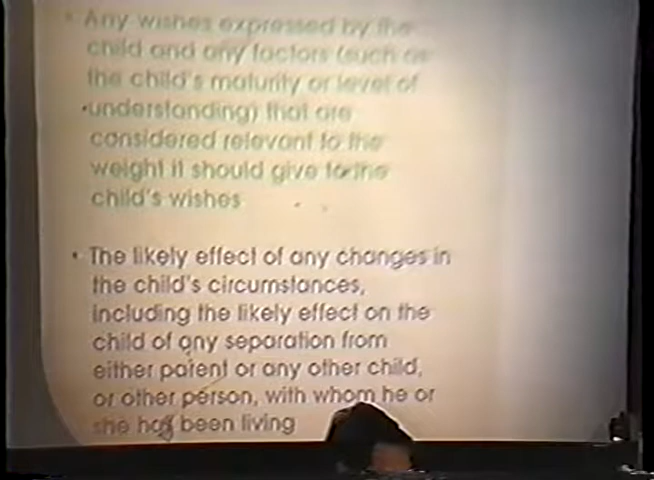 • Any wishes expressed by the
child and any factors (such as
the child's maturity or level of
understanding) that are
considered relevant to the
weight it should give to the
child's wishes
• The likely effect of any changes in
the child's circumstances,
including the likely effect on the
child of any separation from
either parent or any other child,
or other person, with whom he or
she has been living